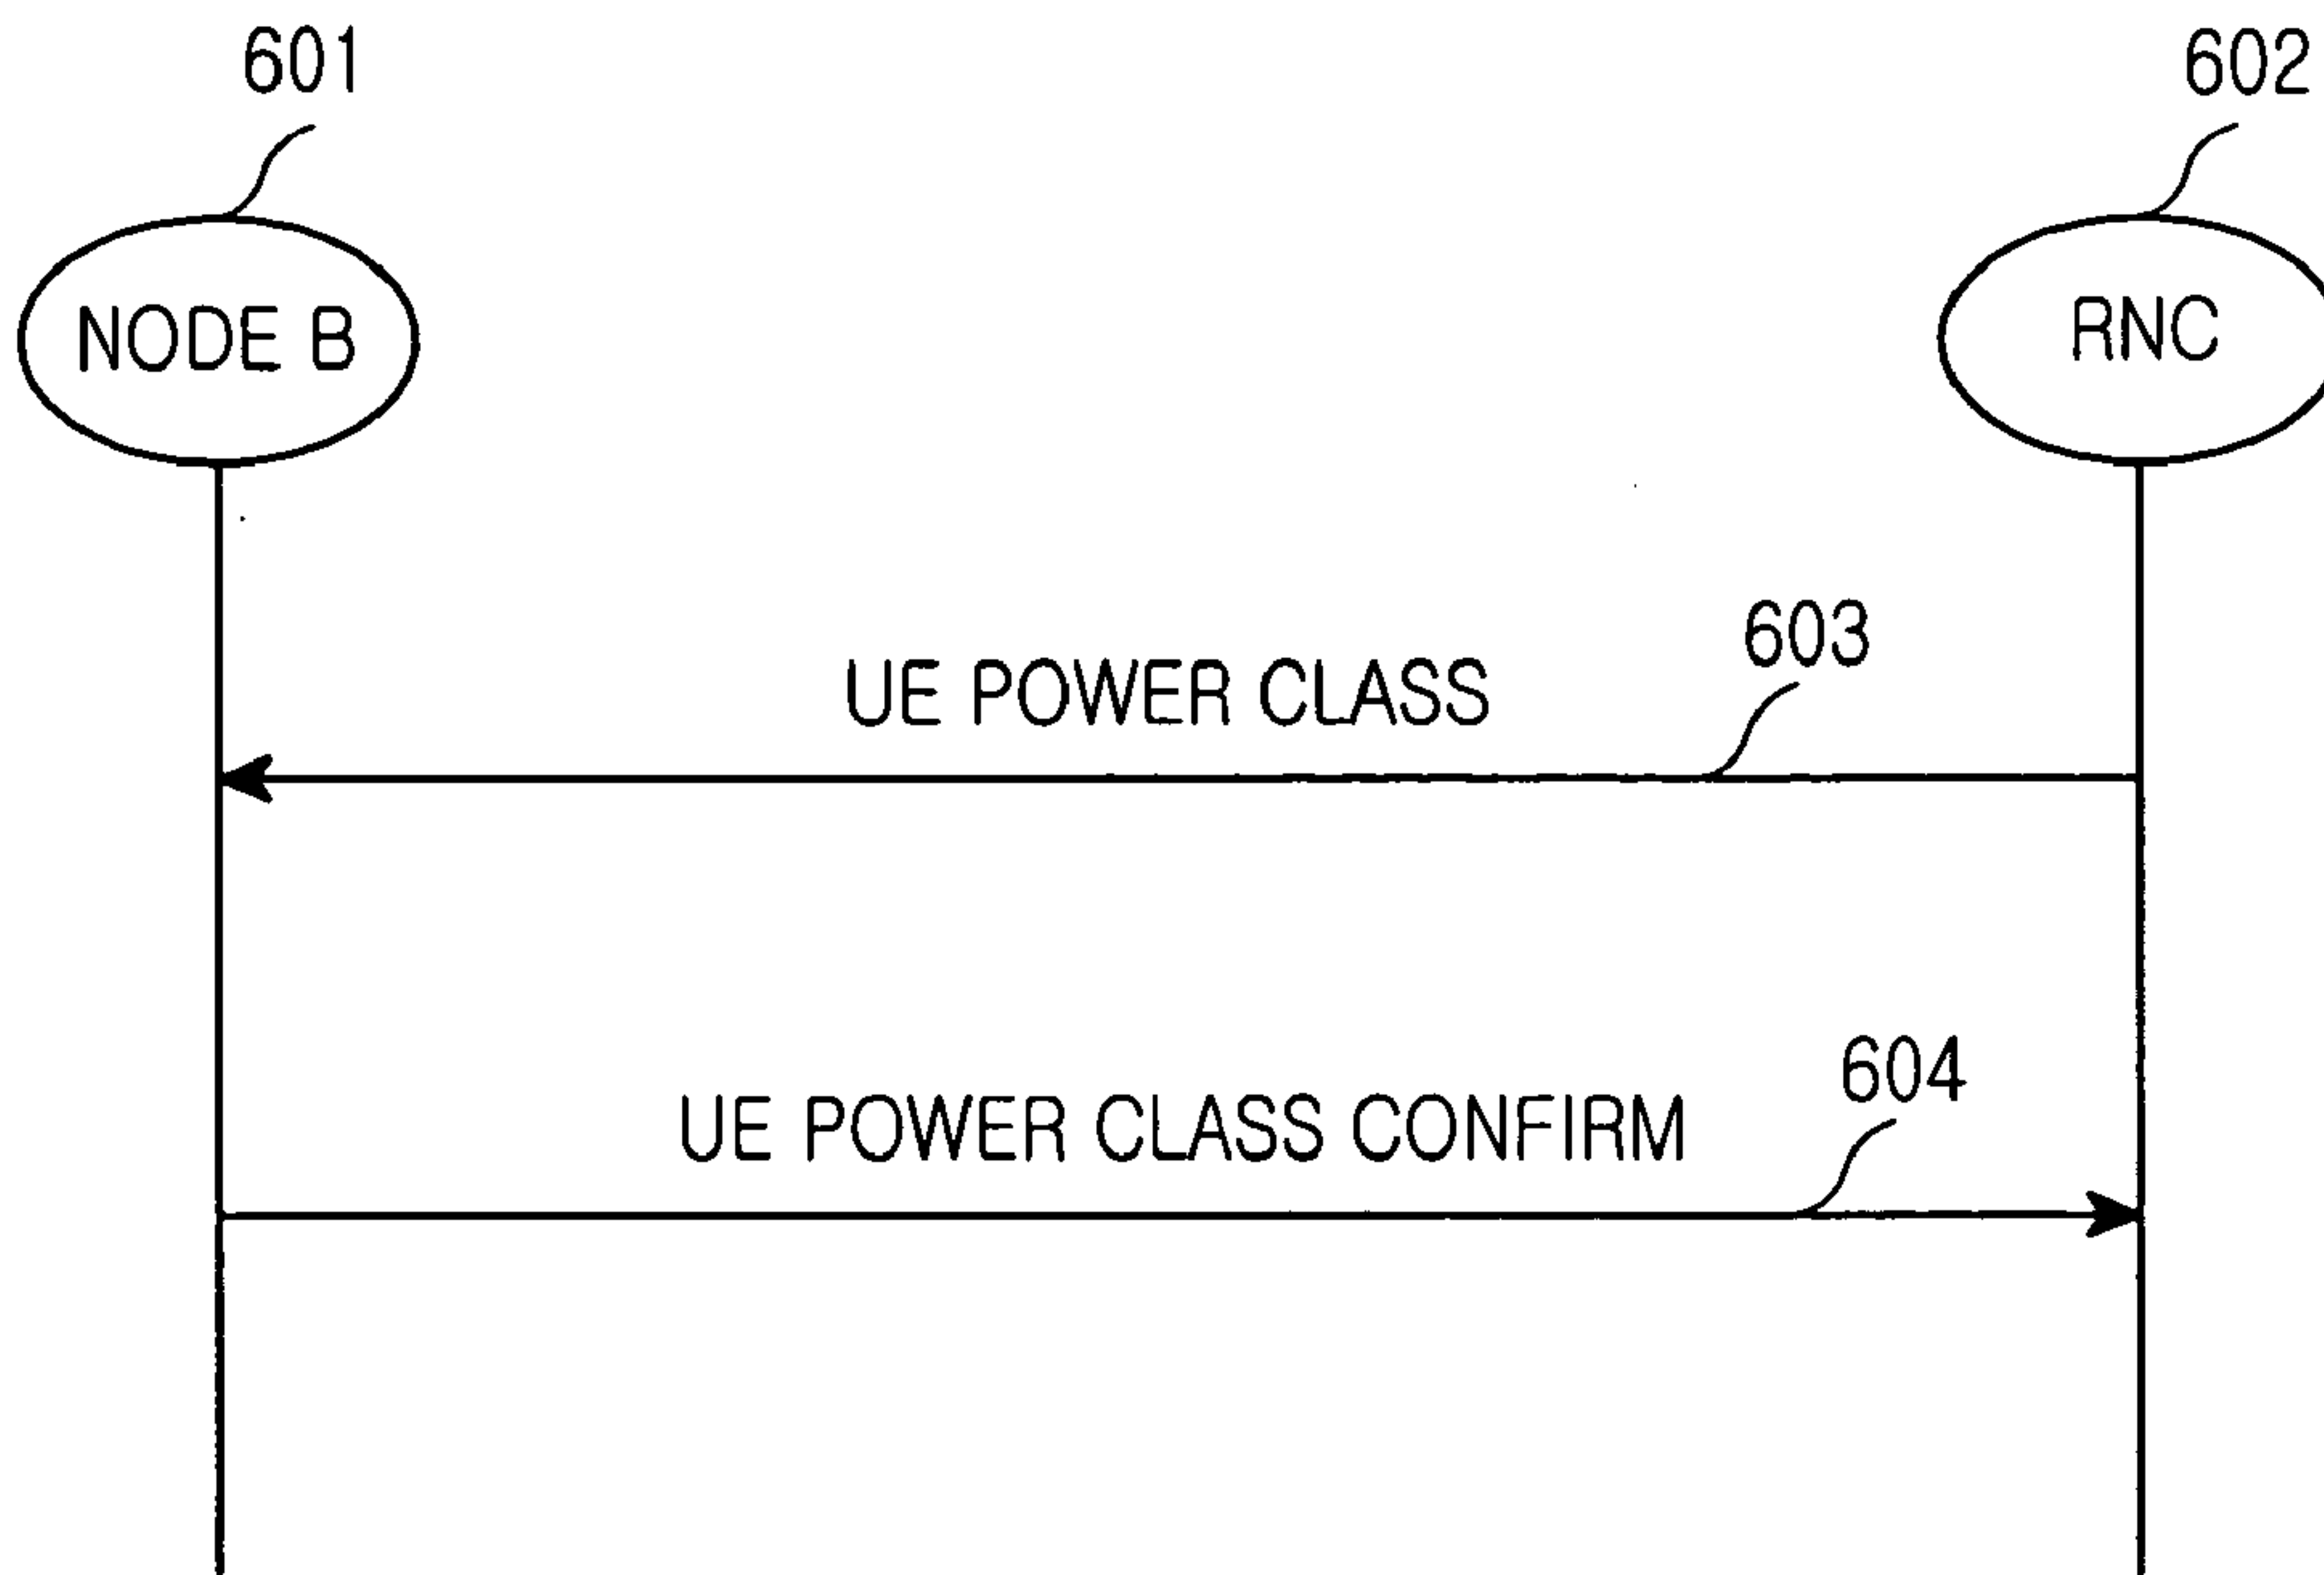 601
602
NODE B
RNC
603
UE POWER CLASS
604
UE POWER CLASS CONFIRM